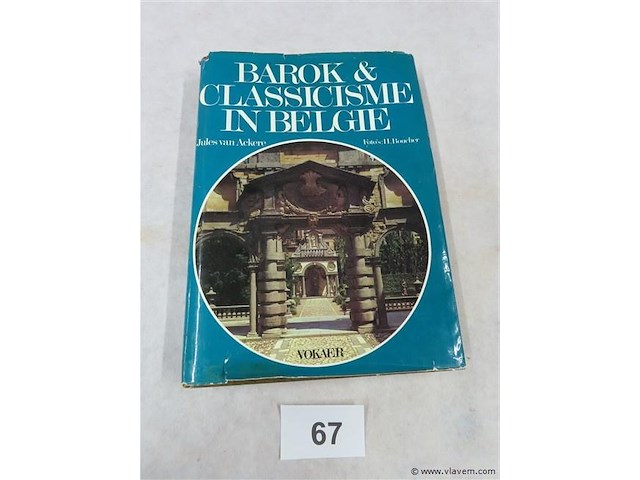 BAROK &
CLASSICISME
IN BELGIE
Jules van Ackere Foto's: H. Boucher
VOKAER
67
© www.vlavem.com